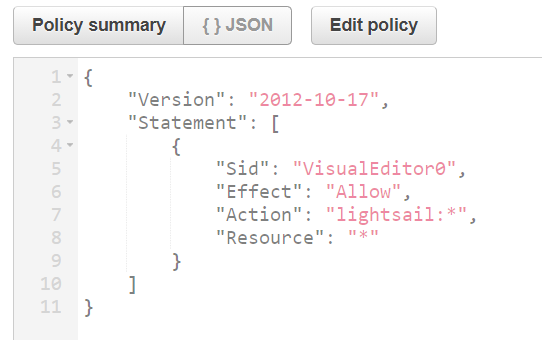 Policy summary { } JSON Edit policy
1 {
2 "Version": "2012-10-17",
3 "Statement": [
4 {
5 "Sid": "VisualEditor0",
6 "Effect": "Allow",
7 "Action": "lightsail:*",
8 "Resource": "*"
9 }
10 ]
11 }